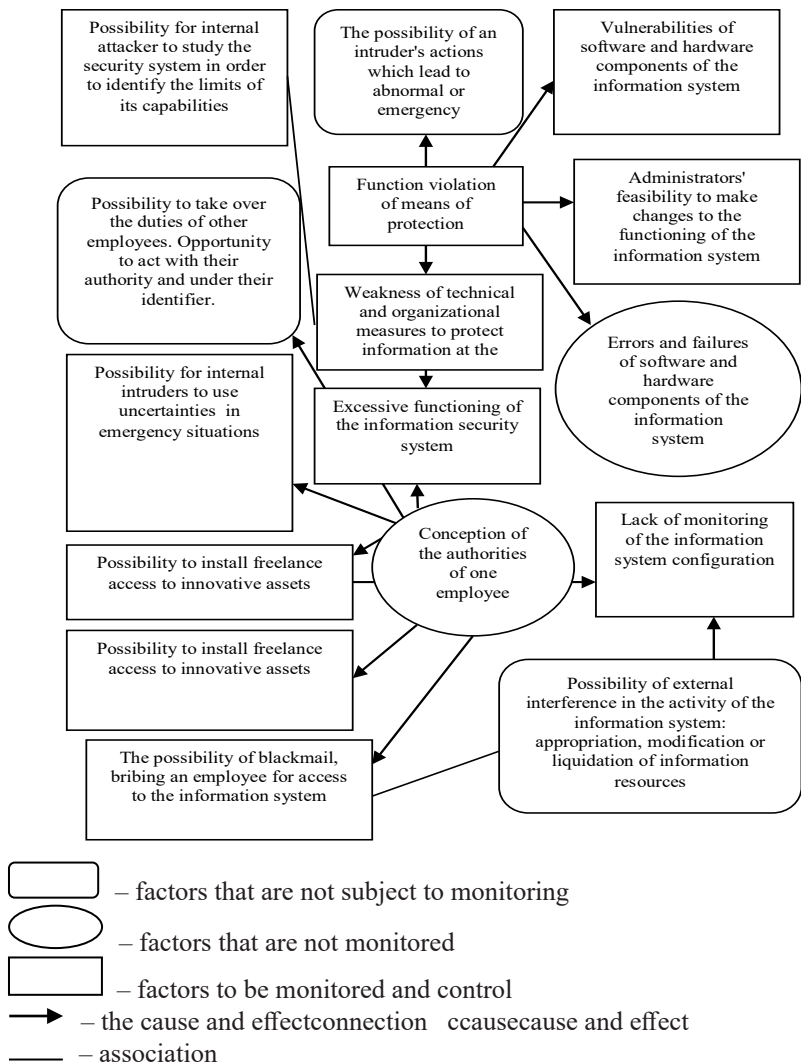 Possibility for internal
attacker to study the
security system in order
to identify the limits of
its capabilities
The possibility of an
intruder's actions
which lead to
abnormal or
emergency
Vulnerabilities of
software and hardware
components of the
information system
Function violation
of means of
protection
Administrators'
feasibility to make
changes to the
functioning of the
information system
Possibility to take over
the duties of other
employees. Opportunity
to act with their
authority and under their
identifier.
Weakness of technical
and organizational
measures to protect
information at the
Errors and failures
of software and
hardware
components of the
information
system
Possibility for internal
intruders to use
uncertainties in
emergency situations
Excessive functioning of
the information security
system
Conception of
the authorities
of one
employee
Lack of monitoring
of the information
system configuration
Possibility to install freelance
access to innovative assets
Possibility to install freelance
access to innovative assets
Possibility of external
interference in the activity of the
information system:
appropriation, modification or
liquidation of information
resources
The possibility of blackmail,
bribing an employee for access
to the information system
– factors that are not subject to monitoring
– factors that are not monitored
– factors to be monitored and control
– the cause and effectconnection ccausecause and effect
– association